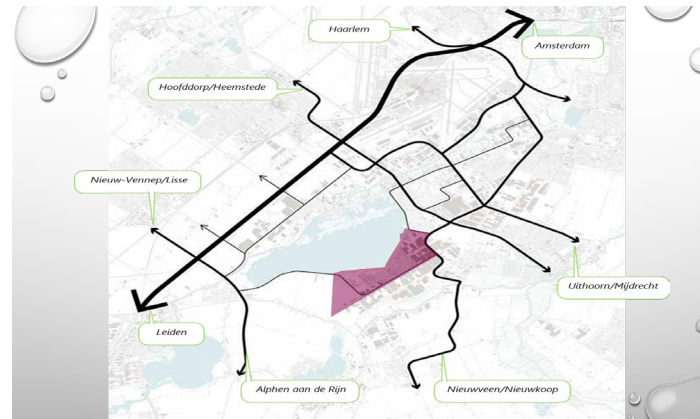 Haarlem
Amsterdam
Hoofddorp/Heemstede
Nieuw-Vennep/Lisse
Uithoorn/Mijdrecht
Leiden
Alphen aan de Rijn
Nieuwveen/Nieuwkoop